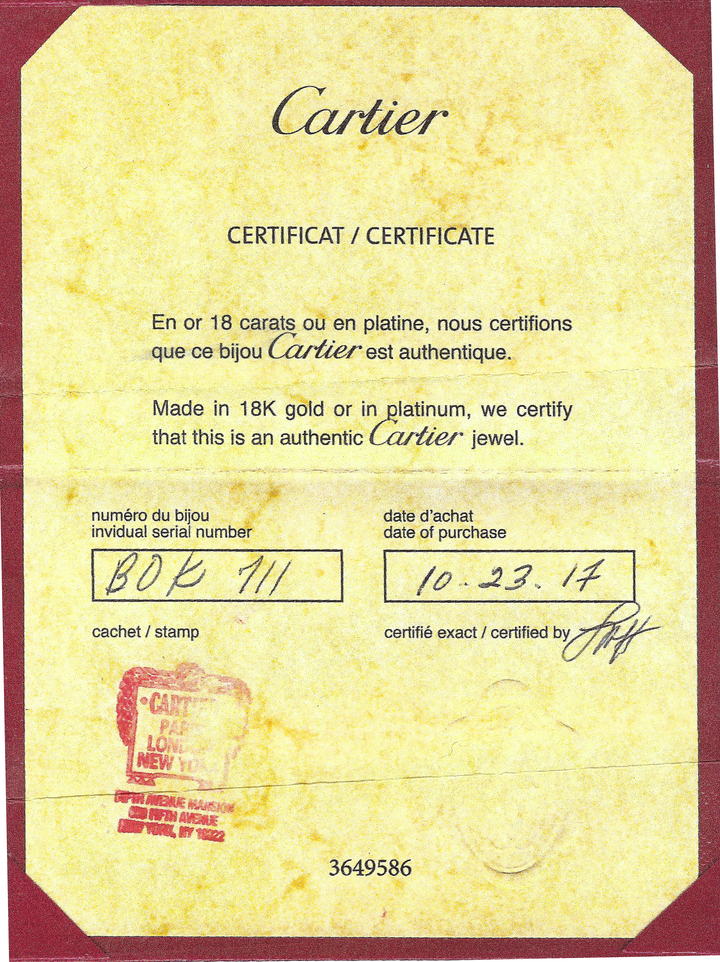 Cartier
CERTIFICAT / CERTIFICATE
En or 18 carats ou en platine, nous certifions
que ce bijou Cartier est authentique.
Made in 18K gold or in platinum, we certify
that this is an authentic Cartier jewel.
numéro du bijou
invidual serial number
BOK 711
date d'achat
date of purchase
10-23.17
cachet / stamp
certifié exact / certified by
PARIS
LONDON
NEW YORK
FIFTH AVENUE MANSION
FIFTH AVENUE
NEW YORK, NY 10022
3649586